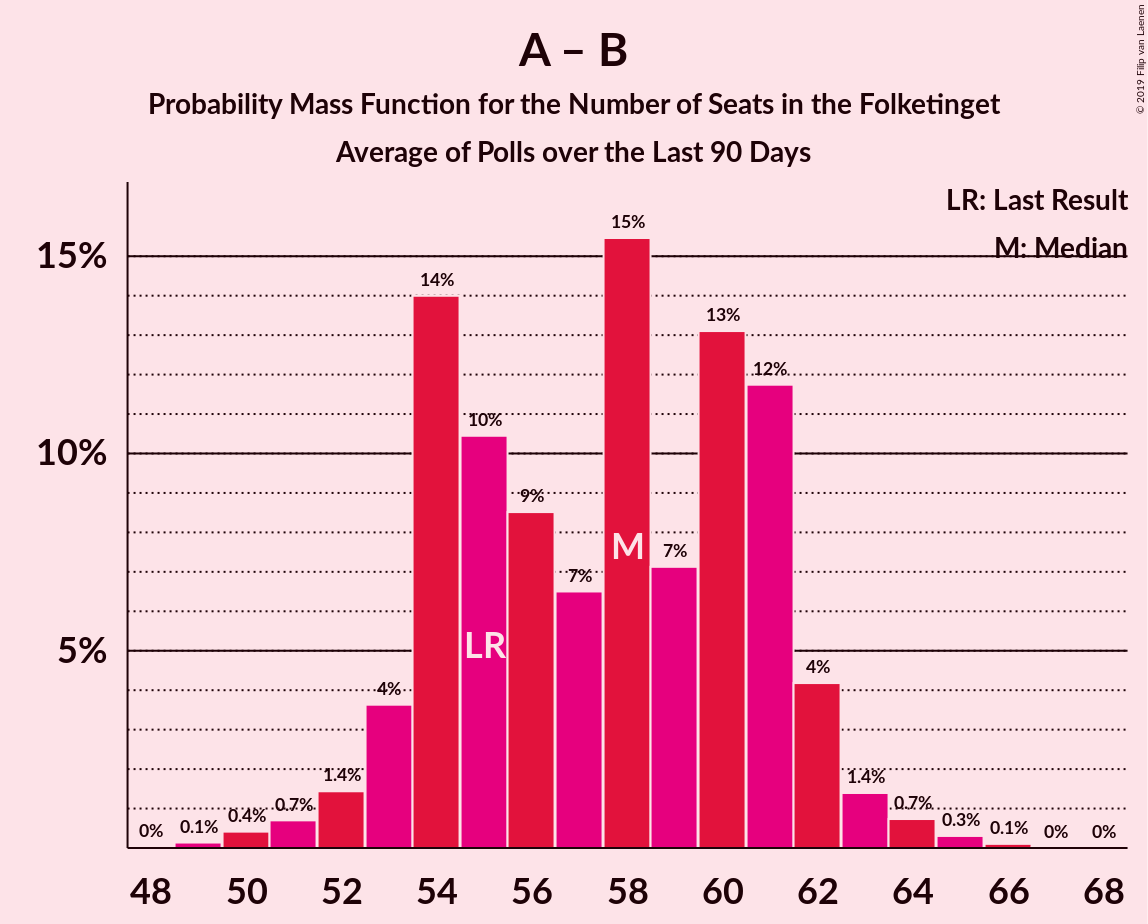 A – B
Probability Mass Function for the Number of Seats in the Folketinget
Average of Polls over the Last 90 Days
© 2019 Filip van Laenen
LR: Last Result
M: Median
15%
10%
5%
0%
0.1%
0.4%
0.7%
1.4%
4%
14%
10%
9%
7%
15%
7%
13%
12%
4%
1.4%
0.7%
0.3%
0.1%
0%
0%
LR
M
48 50 52 54 56 58 60 62 64 66 68